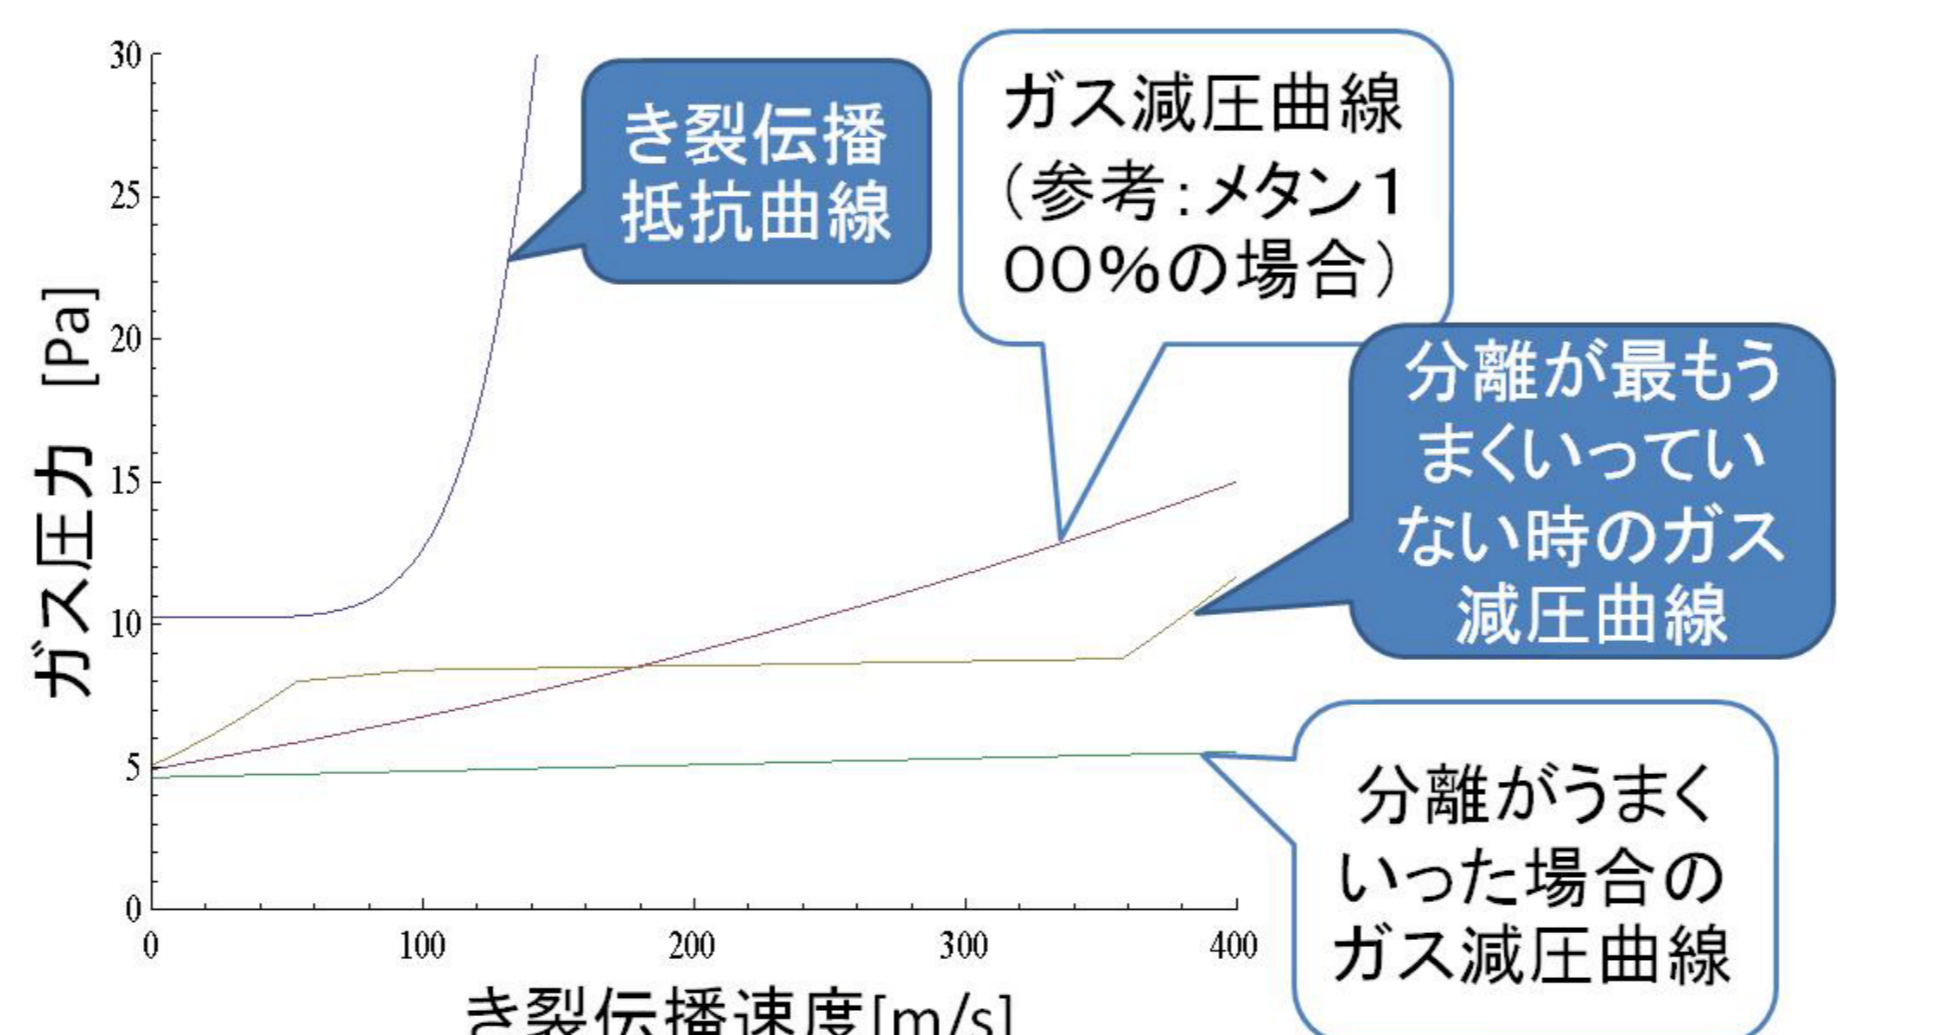 30
25
20
15
10
5
0
0 100 200 300 400
ガス圧力 [Pa]
き裂伝播速度[m/s]
き裂伝播
抵抗曲線
ガス減圧曲線
（参考：メタン１
００％の場合）
分離が最もう
まくいってい
ない時のガス
減圧曲線
分離がうまく
いった場合の
ガス減圧曲線